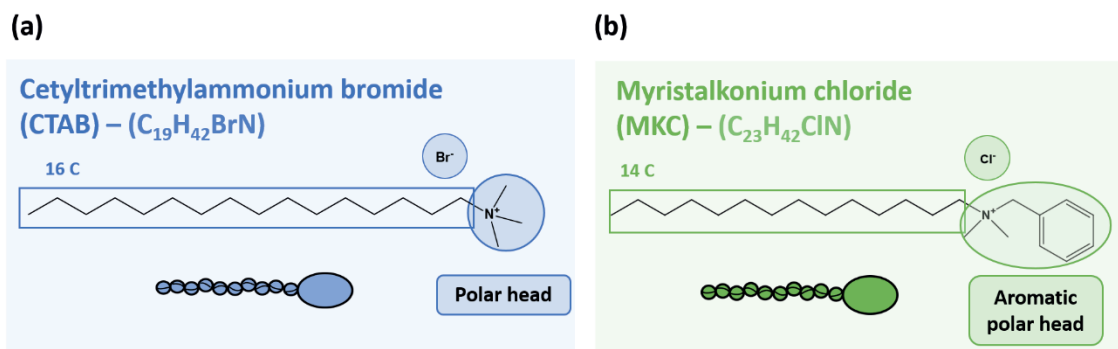 (a)
Cetyltrimethylammonium bromide
(CTAB) – (C₁₉H₄₂BrN)
Br⁻
16 C
N⁺
Polar head
(b)
Myristalkonium chloride
(MKC) – (C₂₃H₄₂ClN)
Cl⁻
14 C
N⁺
Aromatic
polar head